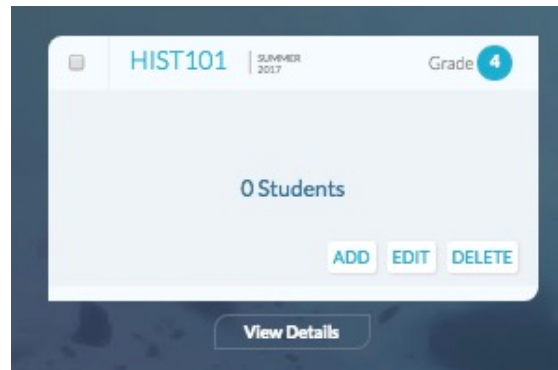 HIST101 SUMMER 2017 Grade 4
0 Students
ADD EDIT DELETE
View Details